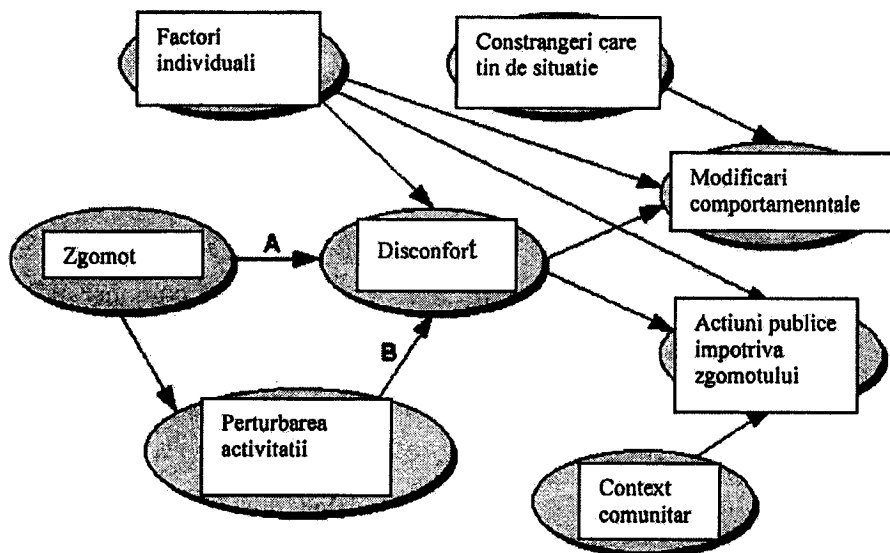 Factori
individuali
Constrangeri care
tin de situatie
Modificari
comportamenntale
Zgomot
A
Disconfort
B
Actiuni publice
impotriva
zgomotului
Perturbarea
activitatii
Context
comunitar